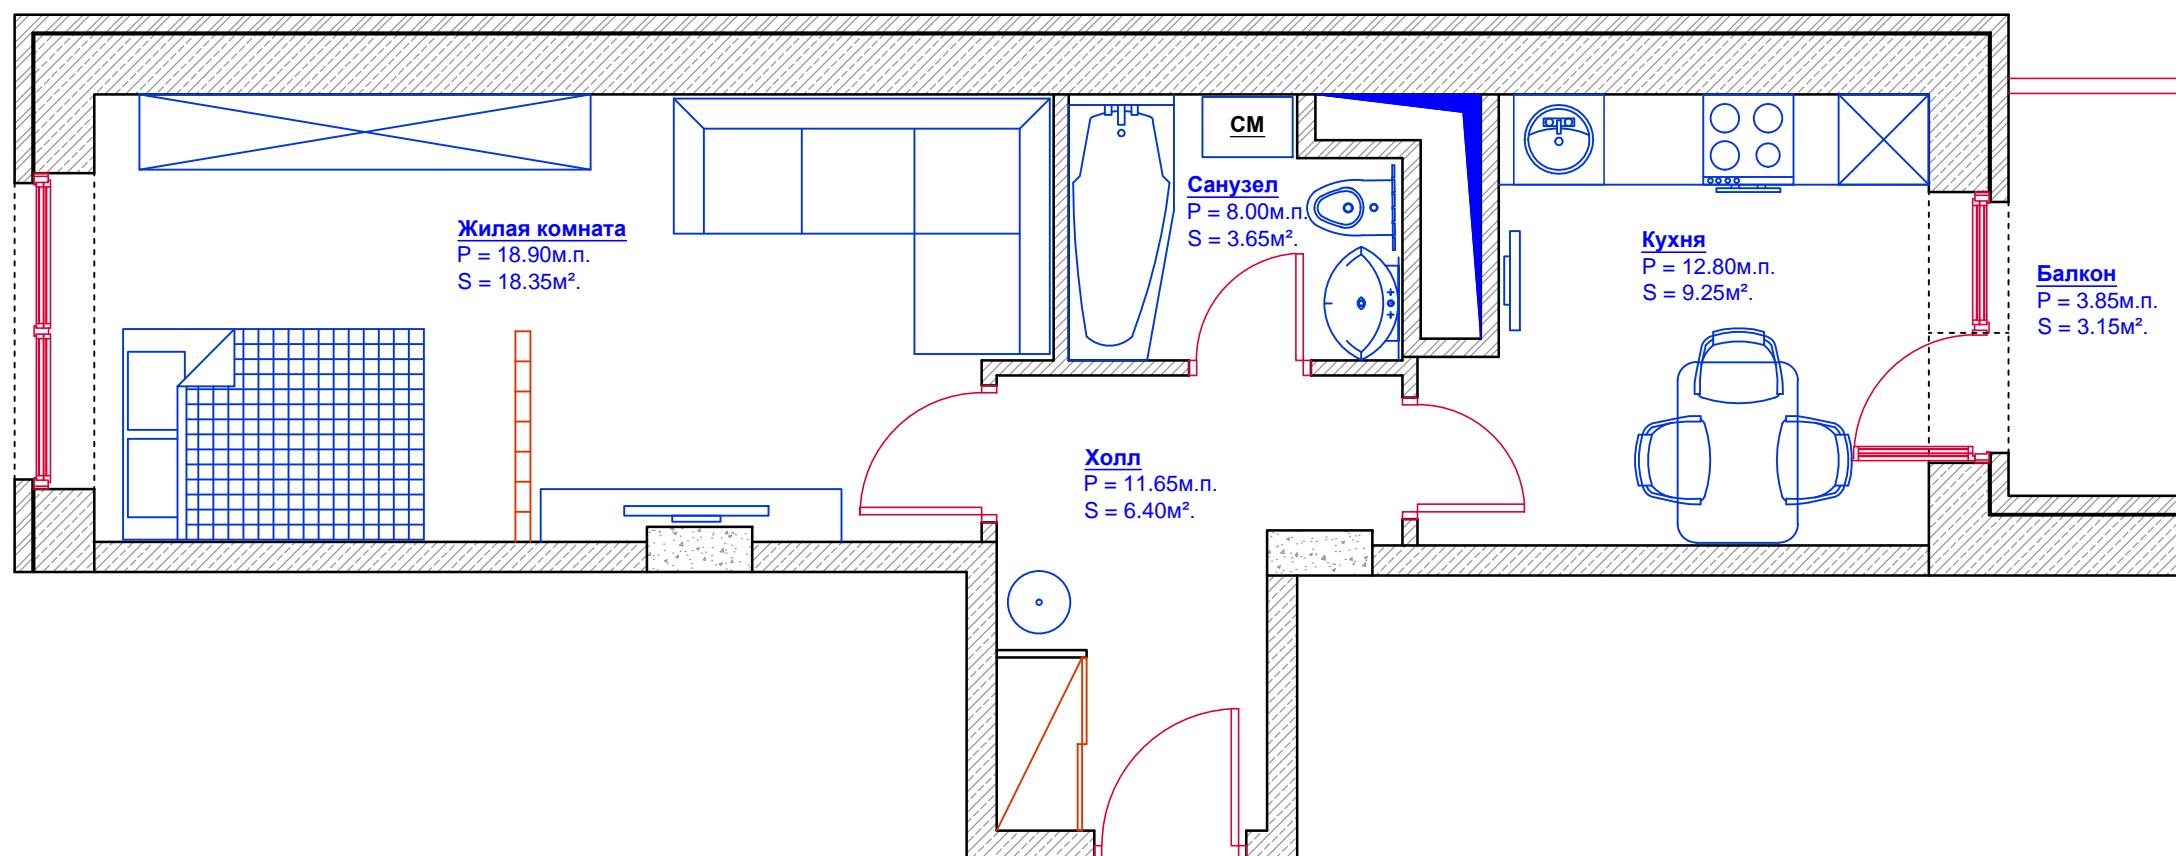 Жилая комната
P = 18.90м.п.
S = 18.35м².
СМ
Санузел
P = 8.00м.п.
S = 3.65м².
Кухня
P = 12.80м.п.
S = 9.25м².
Балкон
P = 3.85м.п.
S = 3.15м².
Холл
P = 11.65м.п.
S = 6.40м².